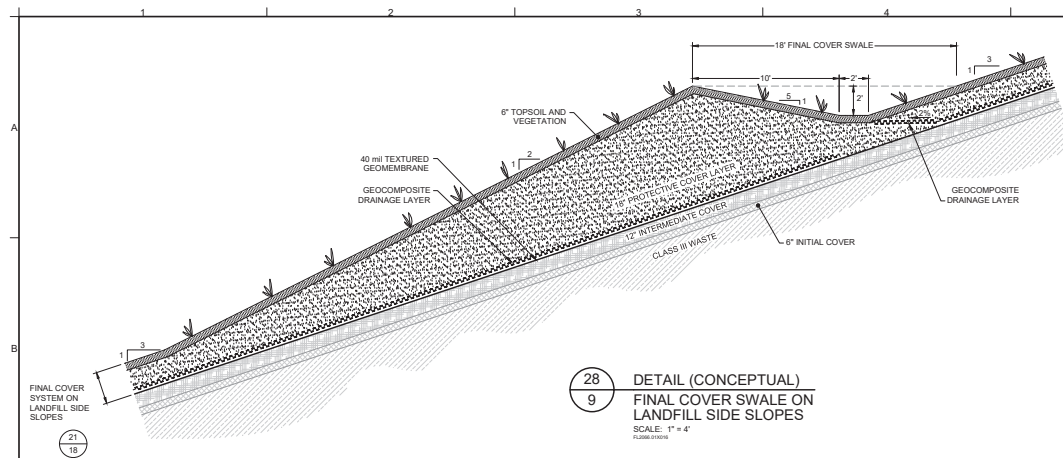 1
2
3
4
A
B
18' FINAL COVER SWALE
10'
2'
2'
1
3
5
1
6" TOPSOIL AND
VEGETATION
2
1
40 mil TEXTURED
GEOMEMBRANE
GEOCOMPOSITE
DRAINAGE LAYER
18" PROTECTIVE COVER LAYER
12" INTERMEDIATE COVER
CLASS III WASTE
GEOCOMPOSITE
DRAINAGE LAYER
6" INITIAL COVER
3
1
FINAL COVER
SYSTEM ON
LANDFILL SIDE
SLOPES
21
18
28
9
DETAIL (CONCEPTUAL)
FINAL COVER SWALE ON
LANDFILL SIDE SLOPES
SCALE: 1" = 4'